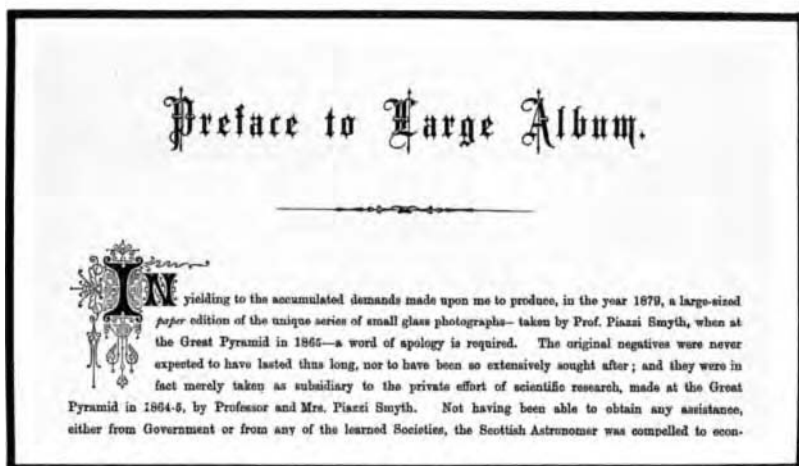 Preface to Large Album.
IN yielding to the accumulated demands made upon me to produce, in the year 1879, a large-sized
paper edition of the unique series of small glass photographs—taken by Prof. Piazzi Smyth, when at
the Great Pyramid in 1865—a word of apology is required. The original negatives were never
expected to have lasted thus long, nor to have been so extensively sought after; and they were in
fact merely taken as subsidiary to the private effort of scientific research, made at the Great
Pyramid in 1864-5, by Professor and Mrs. Piazzi Smyth. Not having been able to obtain any assistance,
either from Government or from any of the learned Societies, the Scottish Astronomer was compelled to econ-